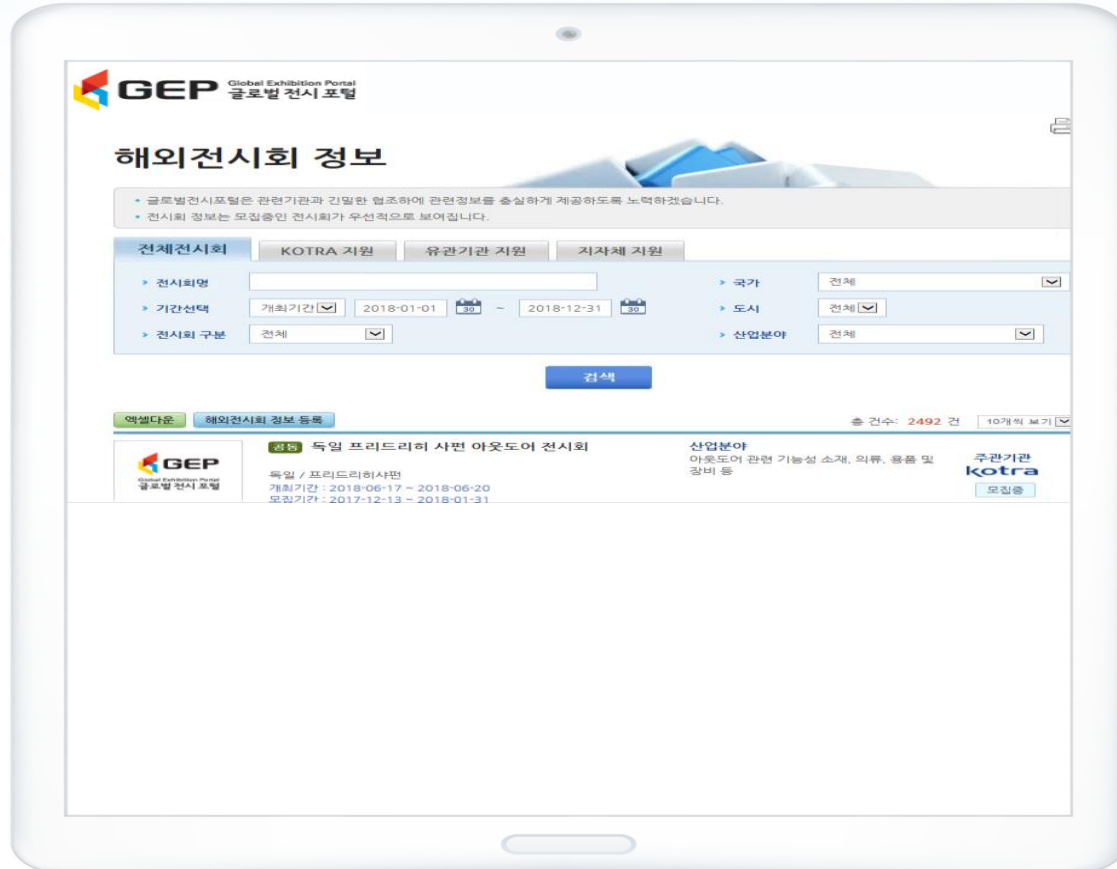 GEP Global Exhibition Portal
글로벌 전시 포털
해외전시회 정보
• 글로벌전시포털은 관련기관과 긴밀한 협조하에 관련정보를 충실하게 제공하도록 노력하겠습니다.
• 전시회 정보는 모집중인 전시회가 우선적으로 보여집니다.
전체전시회 KOTRA 지원 유관기관 지원 지자체 지원
> 전시회명 > 국가 전체
> 기간선택 개최기간 2018-01-01 30 ~ 2018-12-31 30 > 도시 전체
> 전시회 구분 전체 > 산업분야 전체
검색
엑셀다운 해외전시회 정보 등록 총 건수: 2492 건 10개씩 보기
GEP
Global Exhibition Portal
글로벌 전시 포털
공동 독일 프리드리히 샤펀 아웃도어 전시회
독일 / 프리드리히샤펀
개최기간 : 2018-06-17 ~ 2018-06-20
모집기간 : 2017-12-13 ~ 2018-01-31
산업분야
아웃도어 관련 기능성 소재, 의류, 용품 및
장비 등
주관기관
kotra
모집중